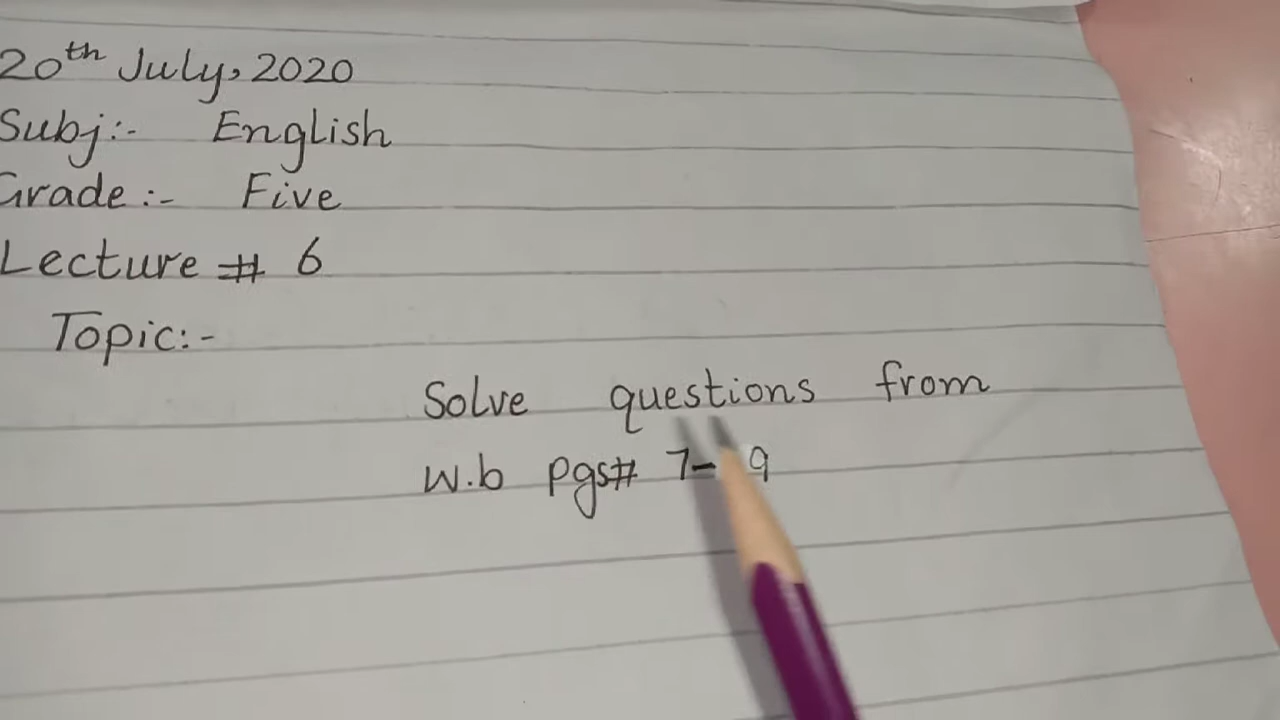 20th July, 2020
Subj:- English
Grade:- Five
Lecture # 6
Topic:-
Solve questions from
W.b pgs# 7- 9